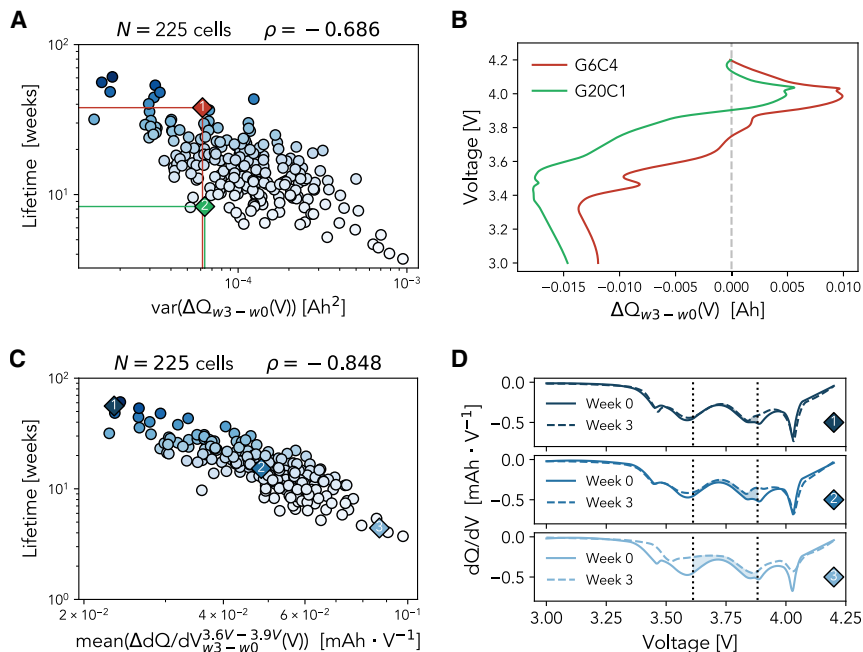 A
N = 225 cells ρ = −0.686
10²
10¹
Lifetime [weeks]
1
2
10⁻⁴
10⁻³
var(ΔQ_w3−w0(V)) [Ah²]
B
G6C4
G20C1
4.2
4.0
3.8
3.6
3.4
3.2
3.0
Voltage [V]
−0.015 −0.010 −0.005 0.000 0.005 0.010
ΔQ_w3−w0(V) [Ah]
C
N = 225 cells ρ = −0.848
10²
10¹
10⁰
Lifetime [weeks]
1
2
3
2 × 10⁻² 4 × 10⁻² 6 × 10⁻² 10⁻¹
mean(ΔdQ/dV^3.6V−3.9V_w3−w0(V)) [mAh · V⁻¹]
D
dQ/dV [mAh · V⁻¹]
0.0
−0.5
Week 0
Week 3
1
0.0
−0.5
Week 0
Week 3
2
0.0
−0.5
Week 0
Week 3
3
3.00 3.25 3.50 3.75 4.00 4.25
Voltage [V]